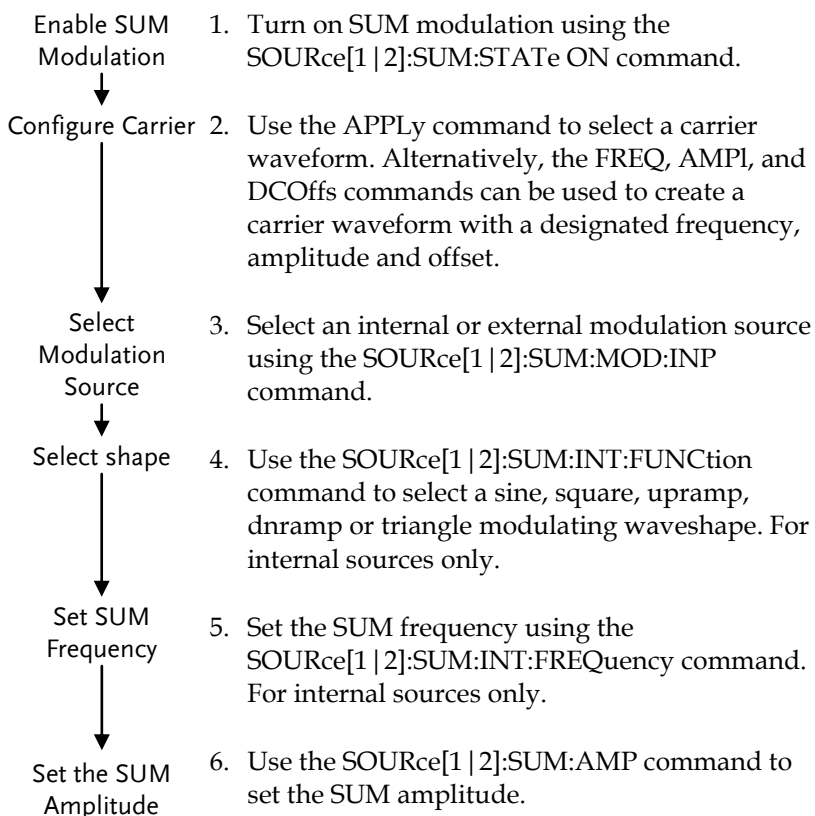 Enable SUM
Modulation
1. Turn on SUM modulation using the
SOURce[1|2]:SUM:STATe ON command.
Configure Carrier
2. Use the APPLy command to select a carrier
waveform. Alternatively, the FREQ, AMPl, and
DCOffs commands can be used to create a
carrier waveform with a designated frequency,
amplitude and offset.
Select
Modulation
Source
3. Select an internal or external modulation source
using the SOURce[1|2]:SUM:MOD:INP
command.
Select shape
4. Use the SOURce[1|2]:SUM:INT:FUNCtion
command to select a sine, square, upramp,
dnramp or triangle modulating waveshape. For
internal sources only.
Set SUM
Frequency
5. Set the SUM frequency using the
SOURce[1|2]:SUM:INT:FREQuency command.
For internal sources only.
Set the SUM
Amplitude
6. Use the SOURce[1|2]:SUM:AMP command to
set the SUM amplitude.